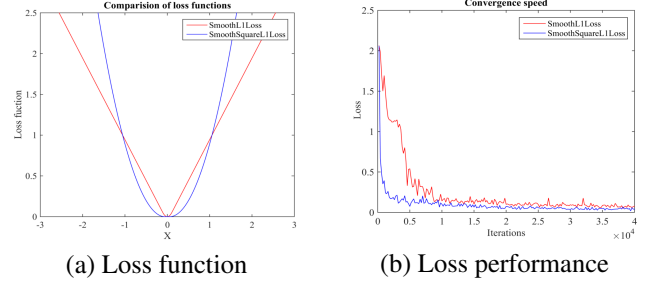 Comparision of loss functions
SmoothL1Loss
SmoothSquareL1Loss
Loss fuction
2.5
2
1.5
1
0.5
0
-3 -2 -1 0 1 2 3
X
(a) Loss function
Convergence speed
SmoothL1Loss
SmoothSquareL1Loss
Loss
2.5
2
1.5
1
0.5
0
0 0.5 1 1.5 2 2.5 3 3.5 4
Iterations
×10^4
(b) Loss performance